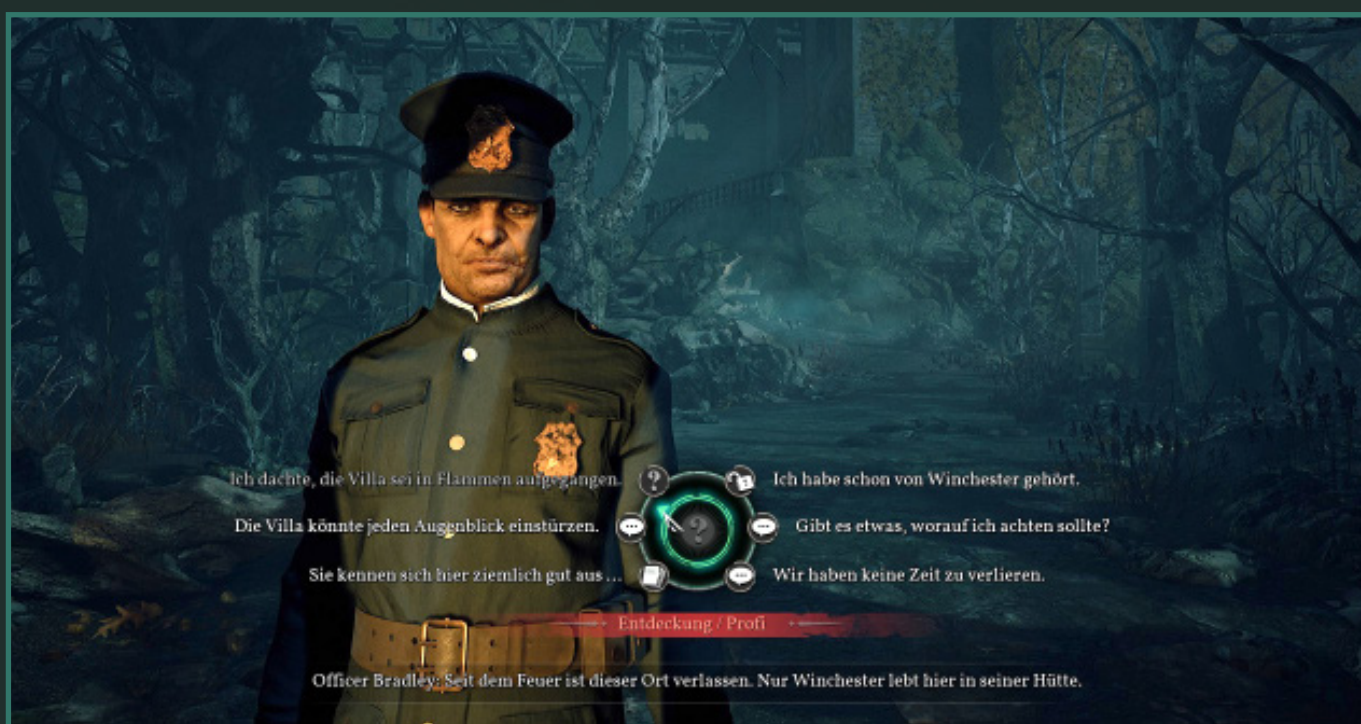 Ich dachte, die Villa sei in Flammen aufgegangen.
Ich habe schon von Winchester gehört.
Die Villa könnte jeden Augenblick einstürzen.
Gibt es etwas, worauf ich achten sollte?
Sie kennen sich hier ziemlich gut aus ...
Wir haben keine Zeit zu verlieren.
Entdeckung / Profi
Officer Bradley: Seit dem Feuer ist dieser Ort verlassen. Nur Winchester lebt hier in seiner Hütte.